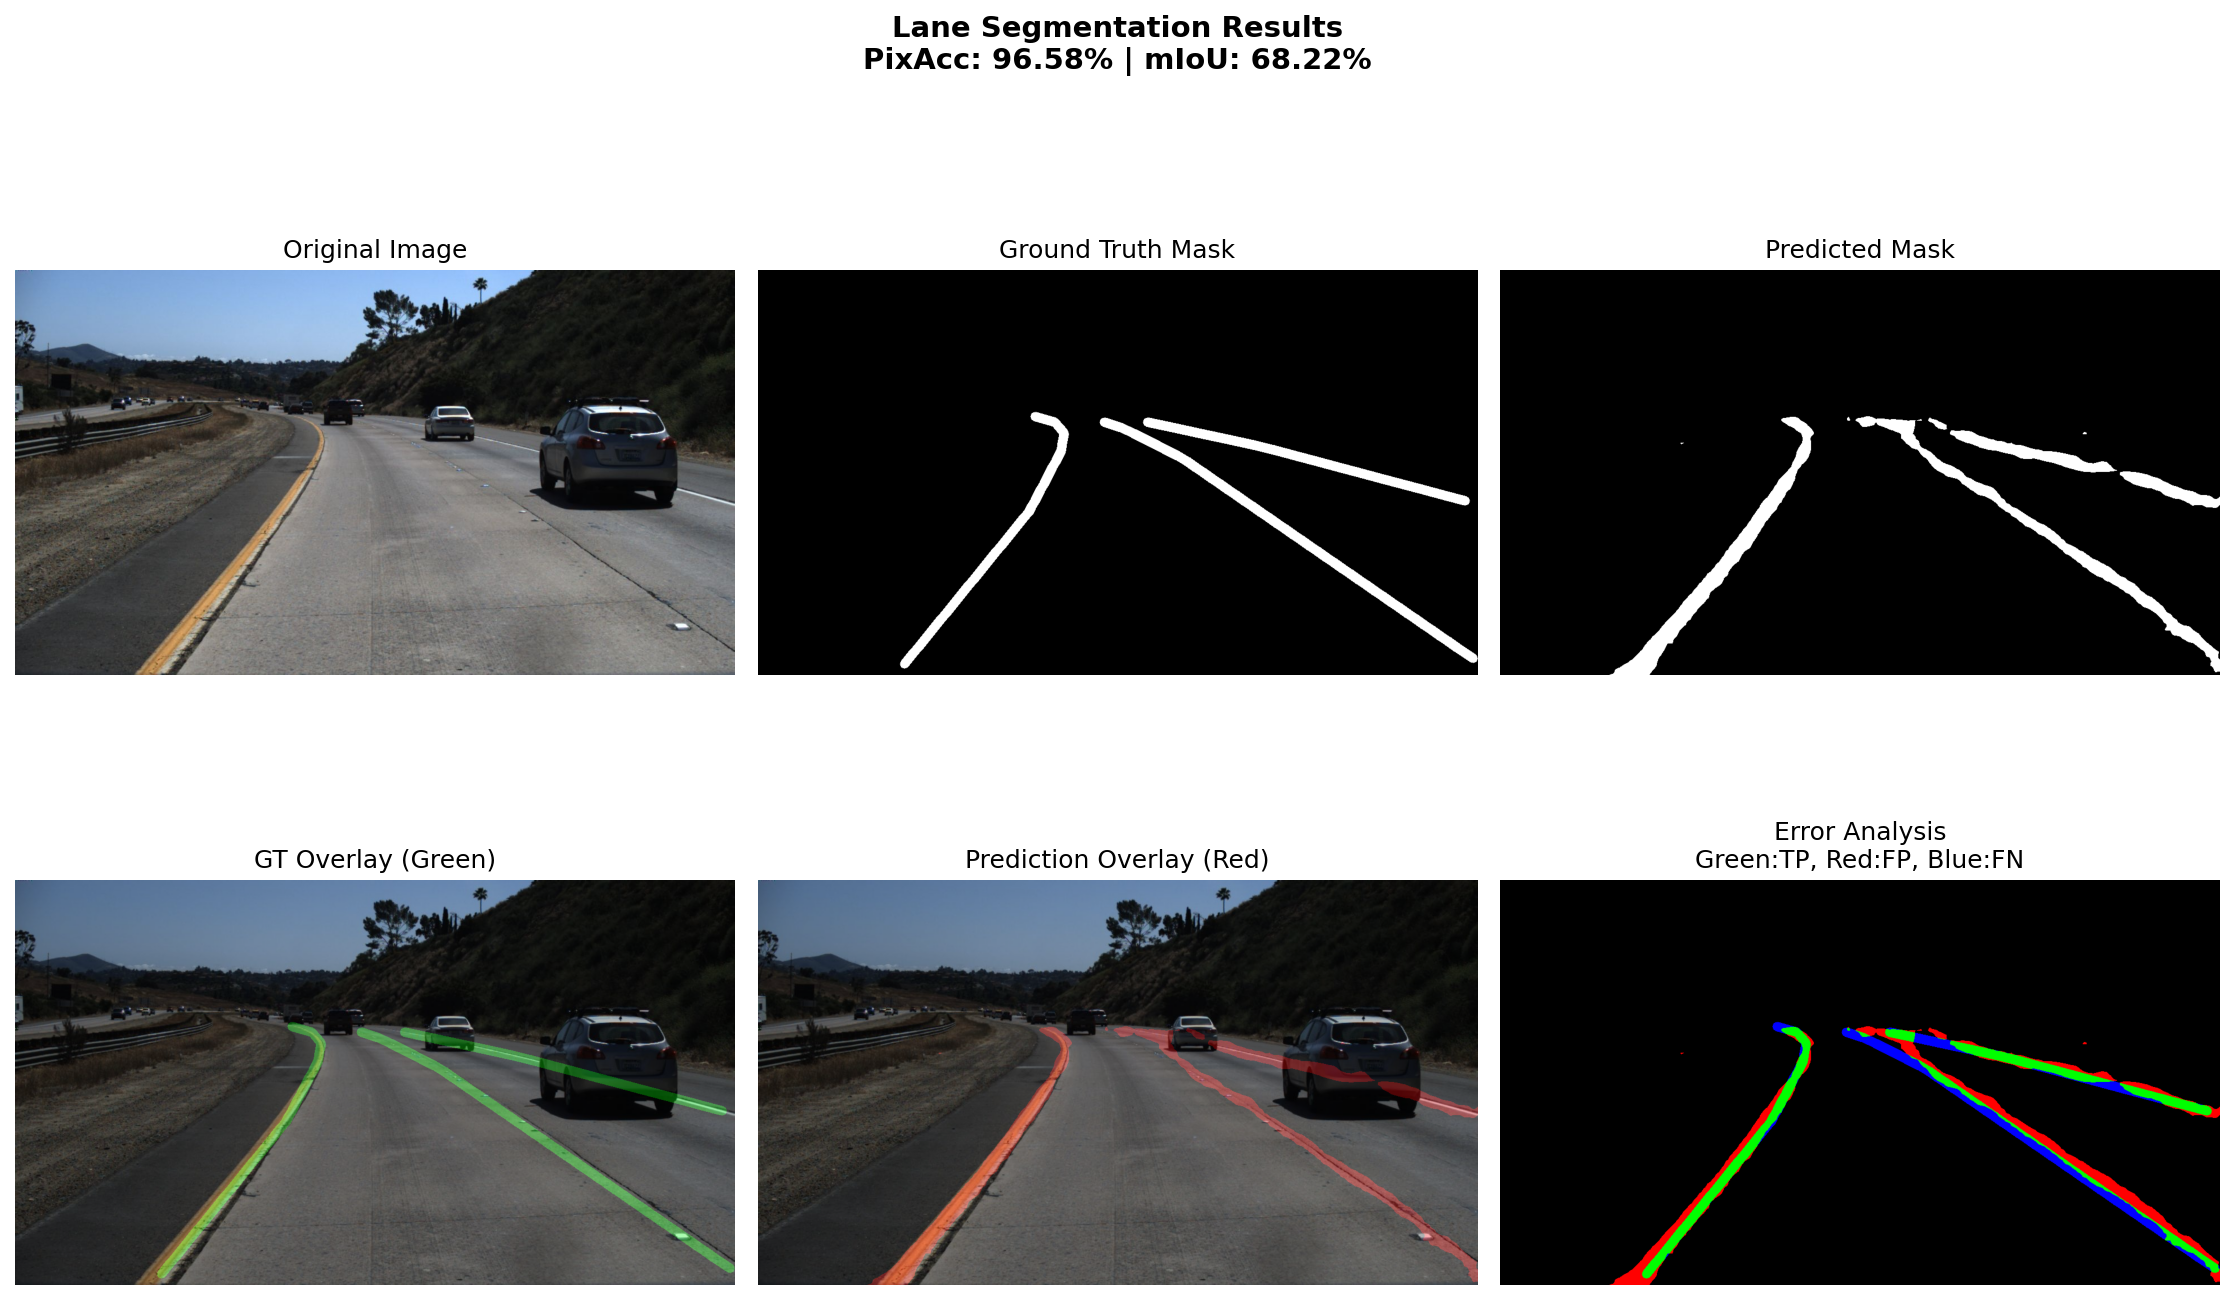 Lane Segmentation Results
PixAcc: 96.58% | mIoU: 68.22%
Original Image
Ground Truth Mask
Predicted Mask
GT Overlay (Green)
Prediction Overlay (Red)
Error Analysis
Green:TP, Red:FP, Blue:FN